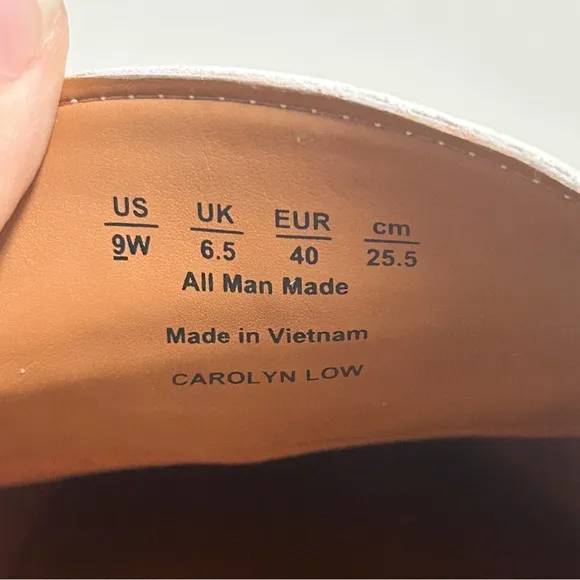 US UK EUR cm
9W 6.5 40 25.5
All Man Made
Made in Vietnam
CAROLYN LOW